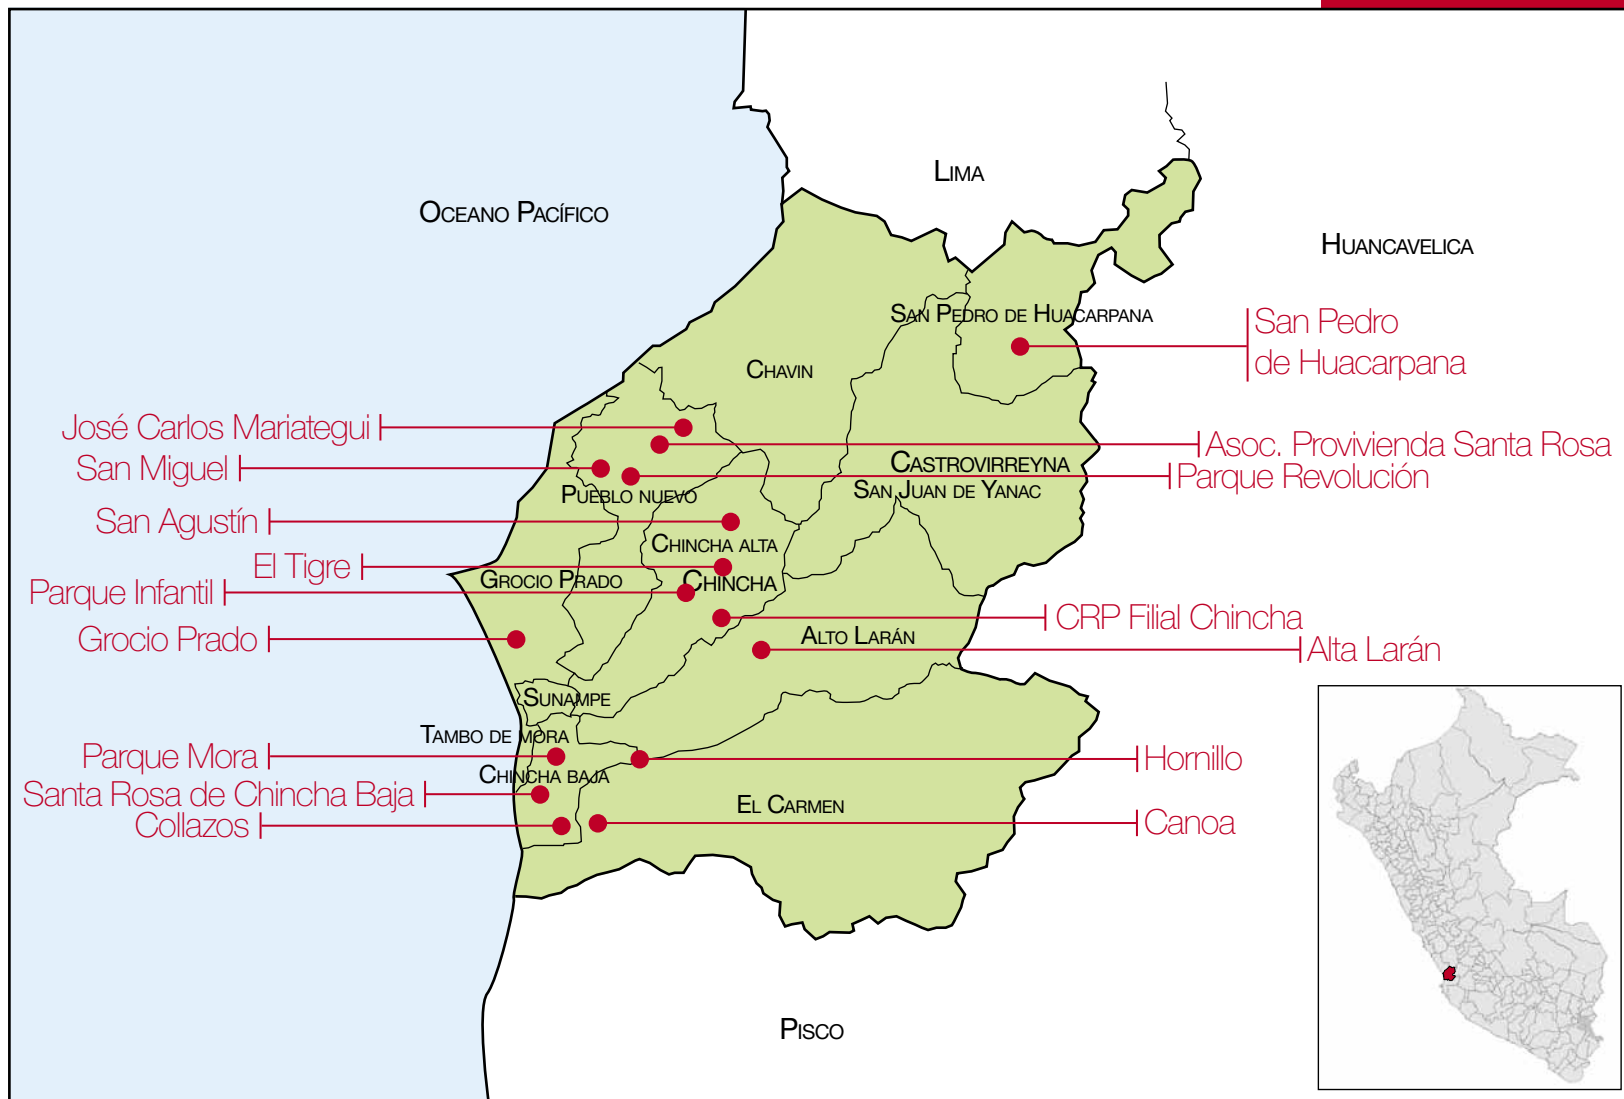 Lima
Oceano Pacífico
Huancavelica
San Pedro de Huacarpana
San Pedro
de Huacarpana
Chavin
José Carlos Mariategui
Asoc. Provivienda Santa Rosa
San Miguel
Castrovirreyna
Parque Revolución
Pueblo nuevo
San Juan de Yanac
San Agustín
Chincha alta
El Tigre
Grocio Prado
Chincha
Parque Infantil
CRP Filial Chincha
Grocio Prado
Alto Larán
Alta Larán
Sunampe
Tambo de mora
Parque Mora
Hornillo
Chincha baja
Santa Rosa de Chincha Baja
El Carmen
Collazos
Canoa
Pisco